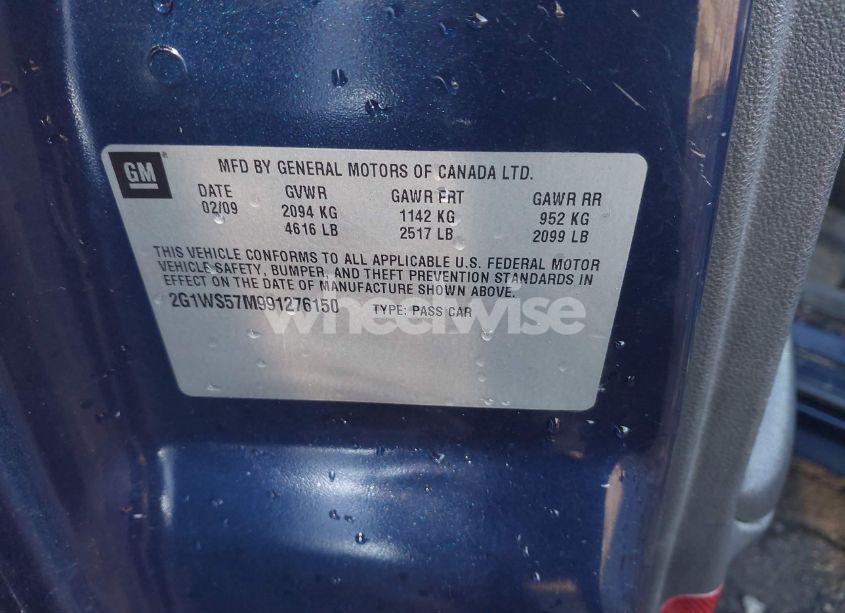 GM
MFD BY GENERAL MOTORS OF CANADA LTD.
DATE GVWR GAWR FRT GAWR RR
02/09 2094 KG 1142 KG 952 KG
4616 LB 2517 LB 2099 LB
THIS VEHICLE CONFORMS TO ALL APPLICABLE U.S. FEDERAL MOTOR
VEHICLE SAFETY, BUMPER, AND THEFT PREVENTION STANDARDS IN
EFFECT ON THE DATE OF MANUFACTURE SHOWN ABOVE.
2G1WS57M991276150 TYPE: PASS CAR
wheelwise